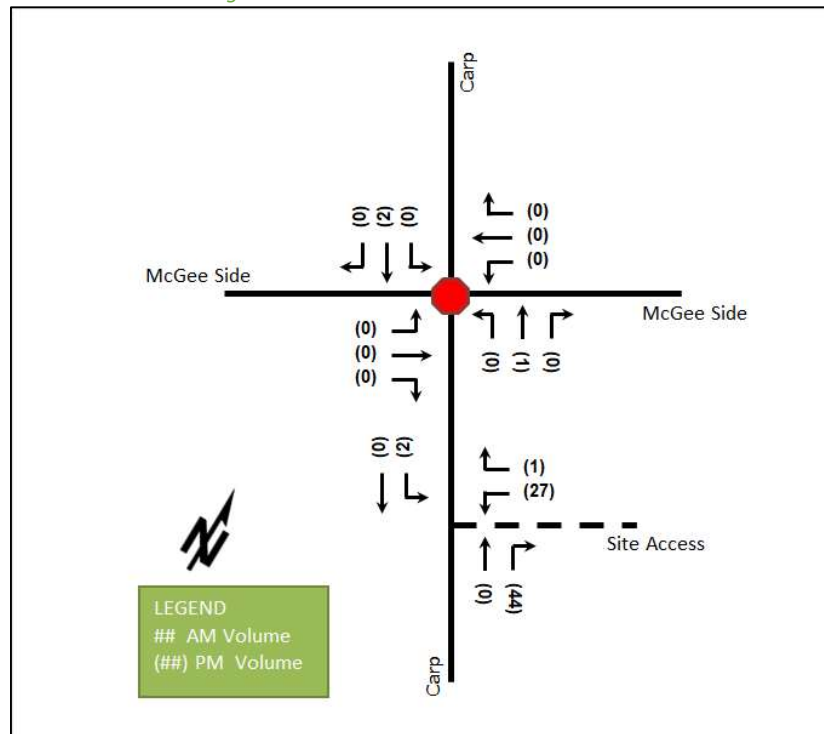 Carp
(0) (2) (0)
(0)
(0)
(0)
McGee Side
McGee Side
(0)
(0)
(0)
(0) (1) (0)
(0) (2)
(1)
(27)
Site Access
(0) (44)
N
LEGEND
## AM Volume
(##) PM Volume
Carp